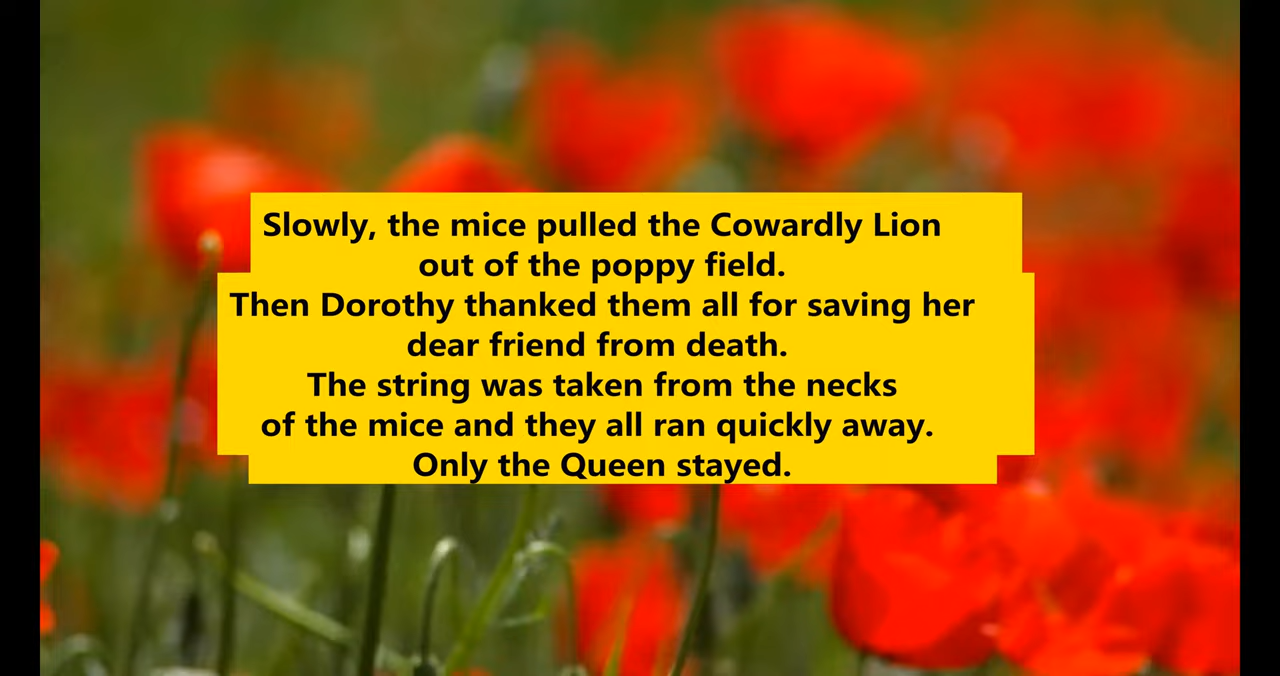 Slowly, the mice pulled the Cowardly Lion
out of the poppy field.
Then Dorothy thanked them all for saving her
dear friend from death.
The string was taken from the necks
of the mice and they all ran quickly away.
Only the Queen stayed.